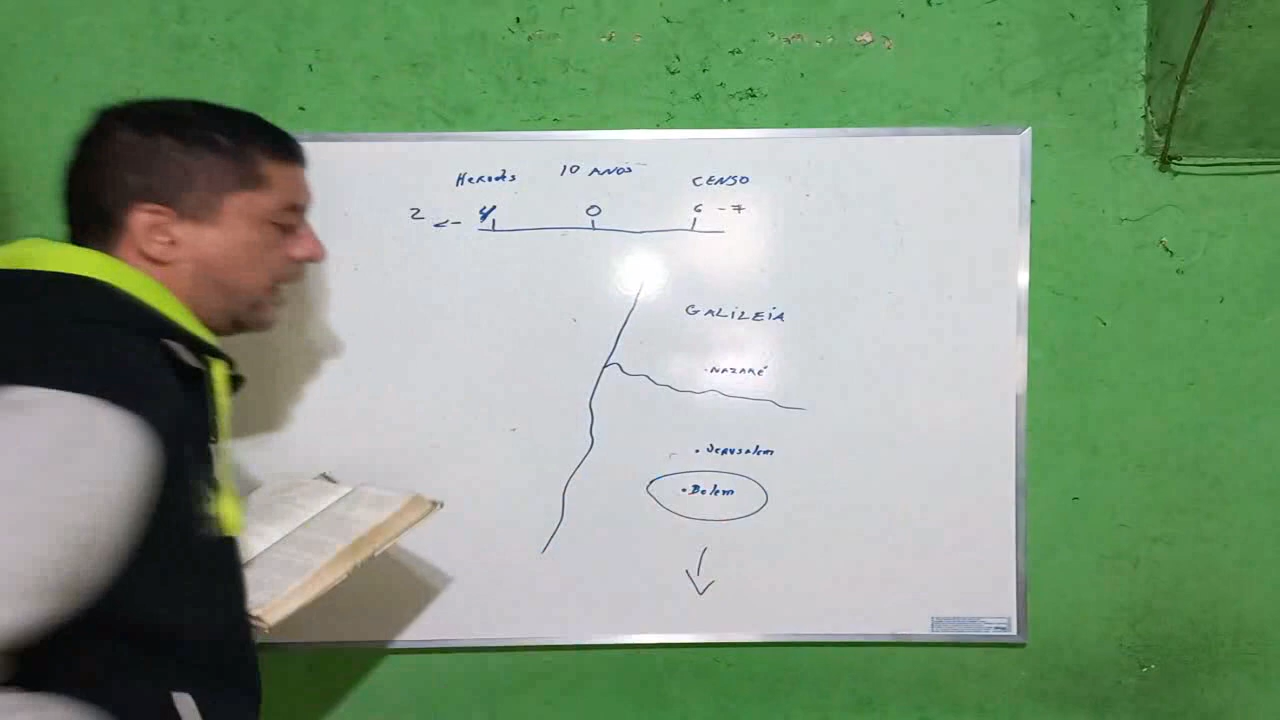 HERODES 10 ANOS CENSO
2 4 0 6 - 7
GALILEIA
NAZARÉ
JERUSALEM
Belem